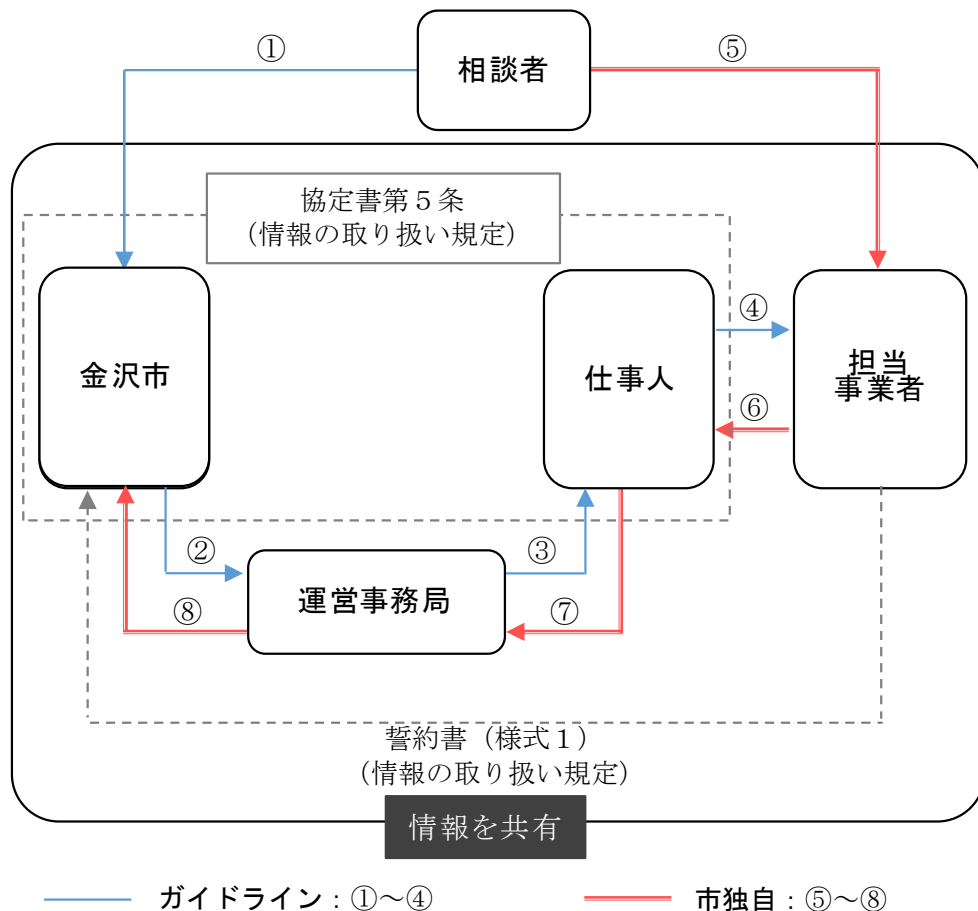 ①
相談者
⑤
協定書第５条
（情報の取り扱い規定）
金沢市
仕事人
④
担当
事業者
⑥
②
③
運営事務局
⑧
⑦
誓約書（様式１）
（情報の取り扱い規定）
情報を共有
ガイドライン：①～④
市独自：⑤～⑧